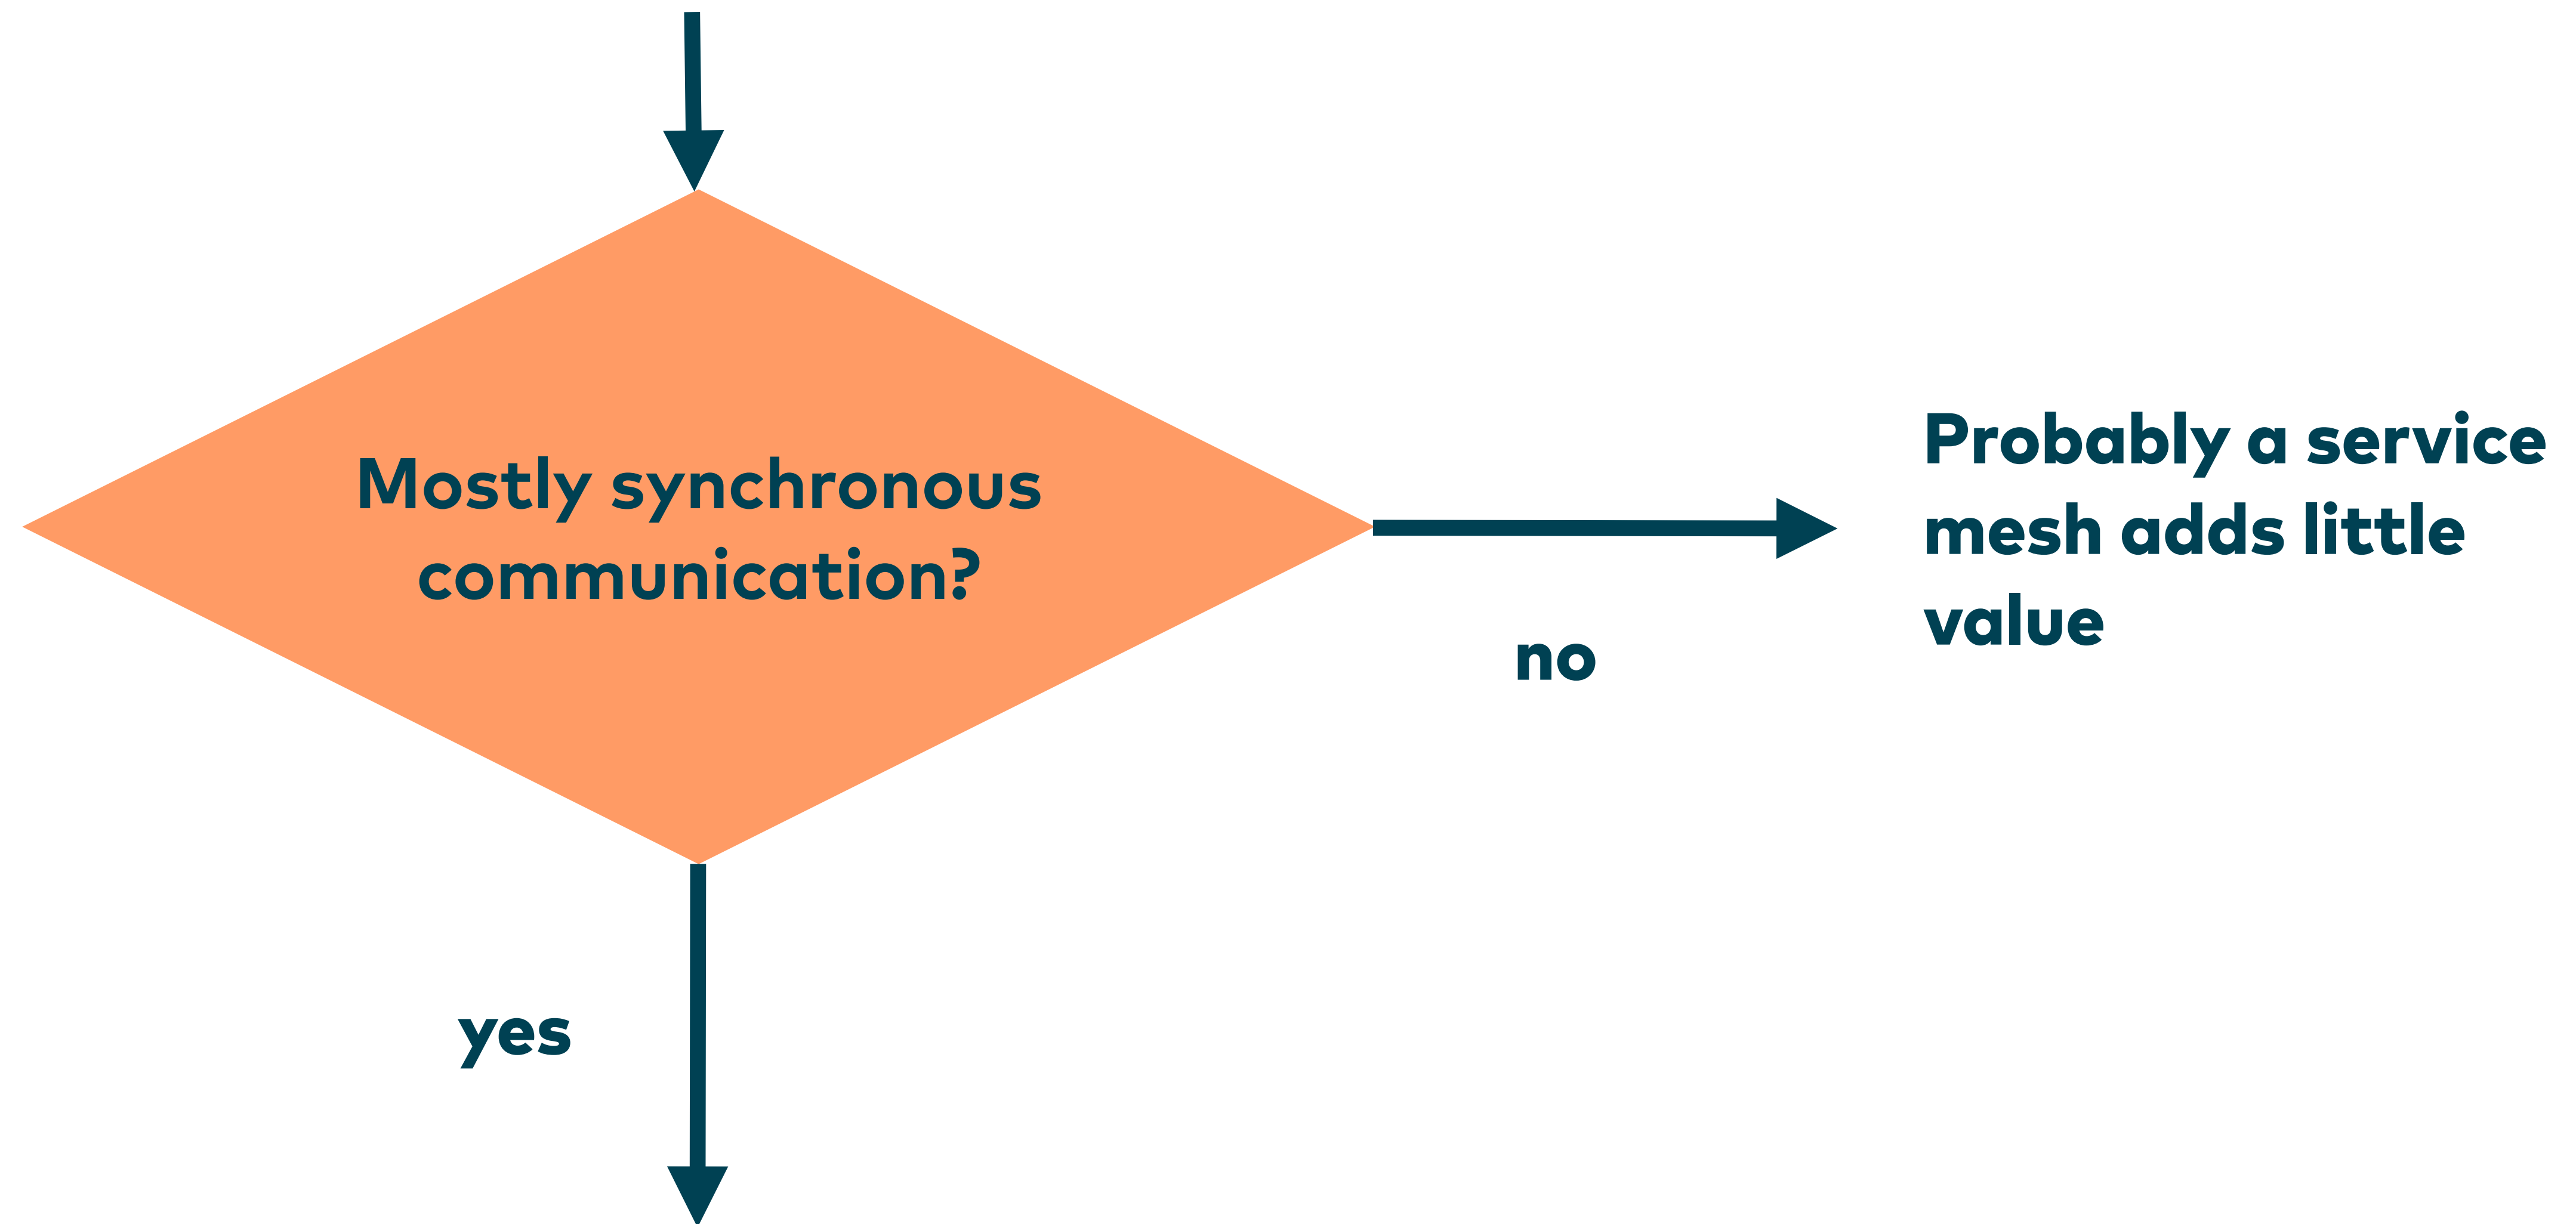 Mostly synchronous
communication?
Probably a service
mesh adds little
value
no
yes